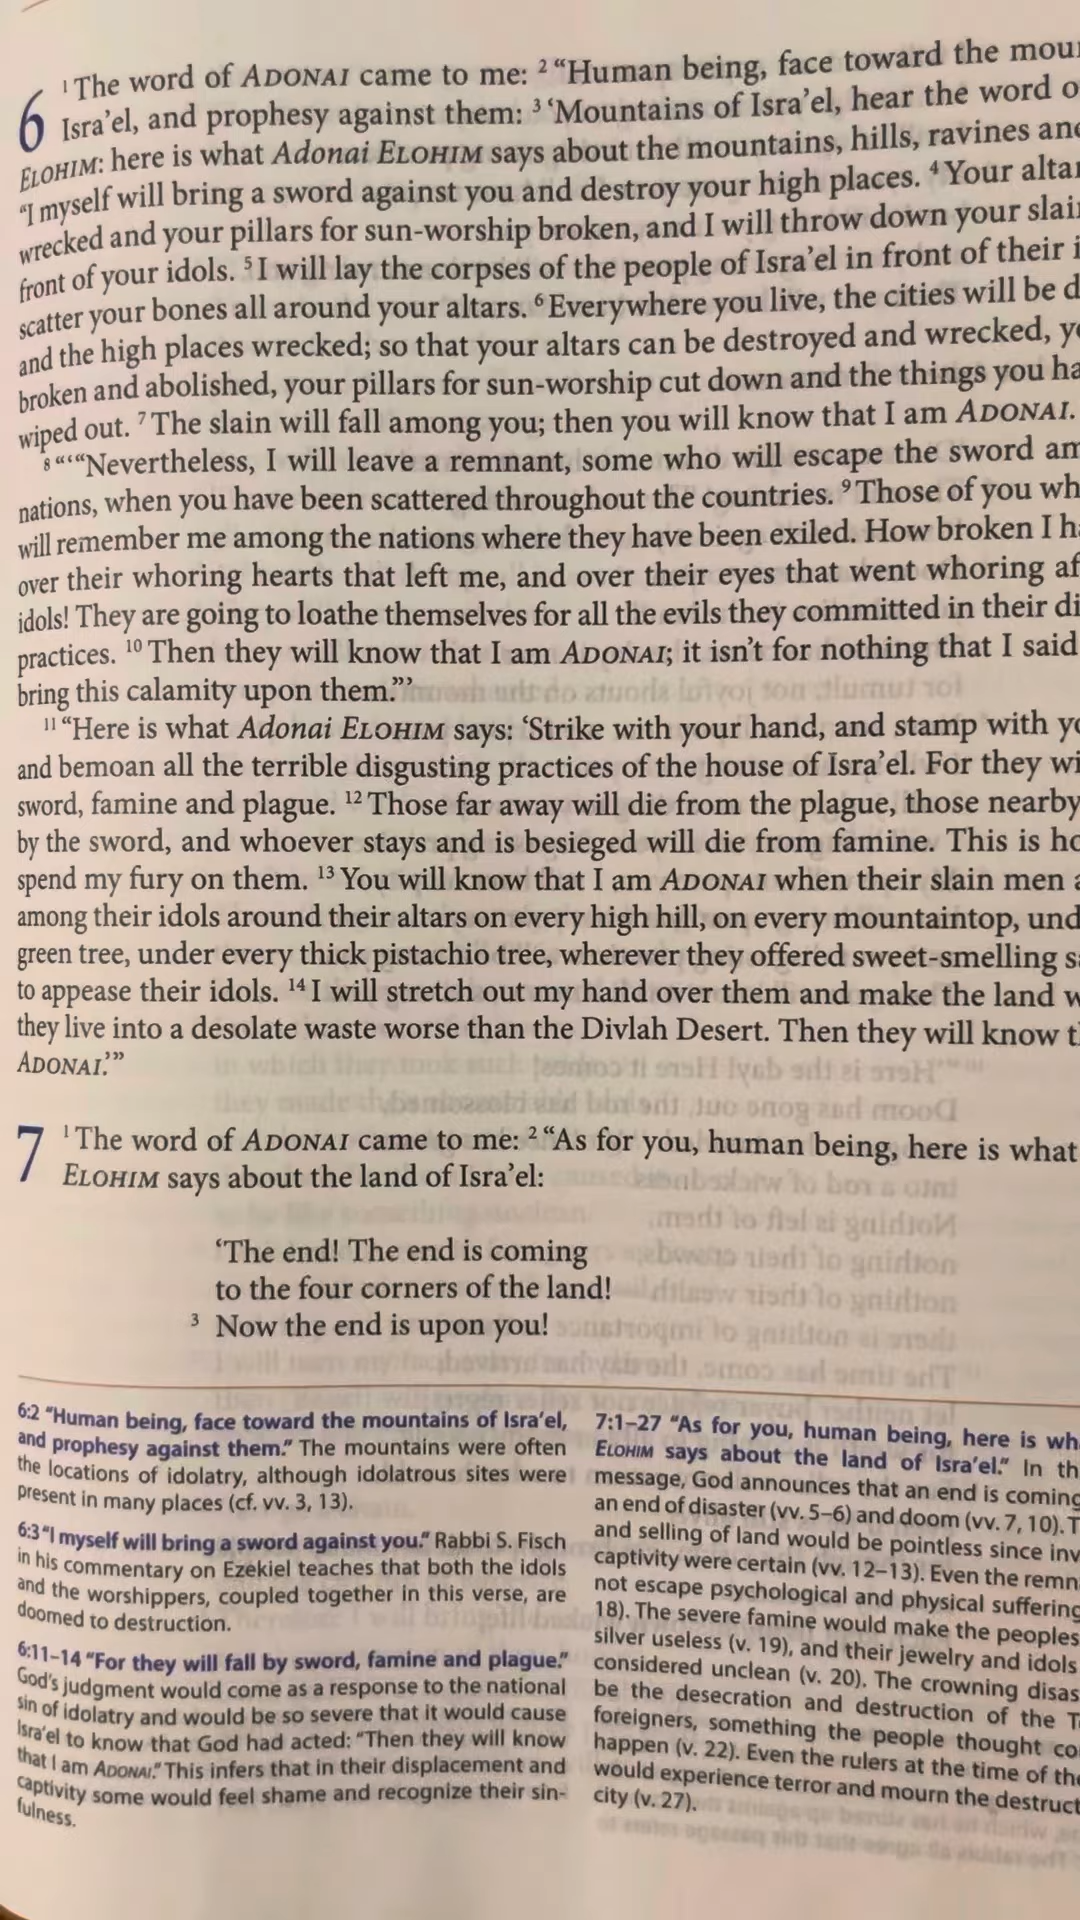 6 ¹ The word of ADONAI came to me: ² “Human being, face toward the
Isra’el, and prophesy against them: ³ ‘Mountains of Isra’el, hear the word
ELOHIM: here is what Adonai ELOHIM says about the mountains, hills, ravines
“I myself will bring a sword against you and destroy your high places. ⁴ Your
wrecked and your pillars for sun-worship broken, and I will throw down your
front of your idols. ⁵ I will lay the corpses of the people of Isra’el in front of their
scatter your bones all around your altars. ⁶ Everywhere you live, the cities will be
and the high places wrecked; so that your altars can be destroyed and wrecked,
broken and abolished, your pillars for sun-worship cut down and the things you
wiped out. ⁷ The slain will fall among you; then you will know that I am ADONAI.
⁸ “‘“Nevertheless, I will leave a remnant, some who will escape the sword
nations, when you have been scattered throughout the countries. ⁹ Those of you
will remember me among the nations where they have been exiled. How broken I
over their whoring hearts that left me, and over their eyes that went whoring
idols! They are going to loathe themselves for all the evils they committed in their
practices. ¹⁰ Then they will know that I am ADONAI; it isn’t for nothing that I said
bring this calamity upon them.”’
¹¹ “Here is what Adonai ELOHIM says: ‘Strike with your hand, and stamp with
and bemoan all the terrible disgusting practices of the house of Isra’el. For they
sword, famine and plague. ¹² Those far away will die from the plague, those nearby
by the sword, and whoever stays and is besieged will die from famine. This is
spend my fury on them. ¹³ You will know that I am ADONAI when their slain men
among their idols around their altars on every high hill, on every mountaintop,
green tree, under every thick pistachio tree, wherever they offered sweet-smelling
to appease their idols. ¹⁴ I will stretch out my hand over them and make the land
they live into a desolate waste worse than the Divlah Desert. Then they will know
ADONAI.’”
7 ¹ The word of ADONAI came to me: ² “As for you, human being, here is what
ELOHIM says about the land of Isra’el:
‘The end! The end is coming
to the four corners of the land!
³ Now the end is upon you!
6:2 “Human being, face toward the mountains of Isra’el,
and prophesy against them.” The mountains were often
the locations of idolatry, although idolatrous sites were
present in many places (cf. vv. 3, 13).
6:3 “I myself will bring a sword against you.” Rabbi S. Fisch
in his commentary on Ezekiel teaches that both the idols
and the worshippers, coupled together in this verse, are
doomed to destruction.
6:11–14 “For they will fall by sword, famine and plague.”
God’s judgment would come as a response to the national
sin of idolatry and would be so severe that it would cause
Isra’el to know that God had acted: “Then they will know
that I am ADONAI.” This infers that in their displacement and
captivity some would feel shame and recognize their sin-
fulness.
7:1–27 “As for you, human being, here is
ELOHIM says about the land of Isra’el.” In
message, God announces that an end is coming
an end of disaster (vv. 5–6) and doom (vv. 7, 10).
and selling of land would be pointless since
captivity were certain (vv. 12–13). Even the
not escape psychological and physical suffering
18). The severe famine would make the peoples
silver useless (v. 19), and their jewelry and idols
considered unclean (v. 20). The crowning
be the desecration and destruction of the
foreigners, something the people thought
happen (v. 22). Even the rulers at the time of
would experience terror and mourn the
city (v. 27).